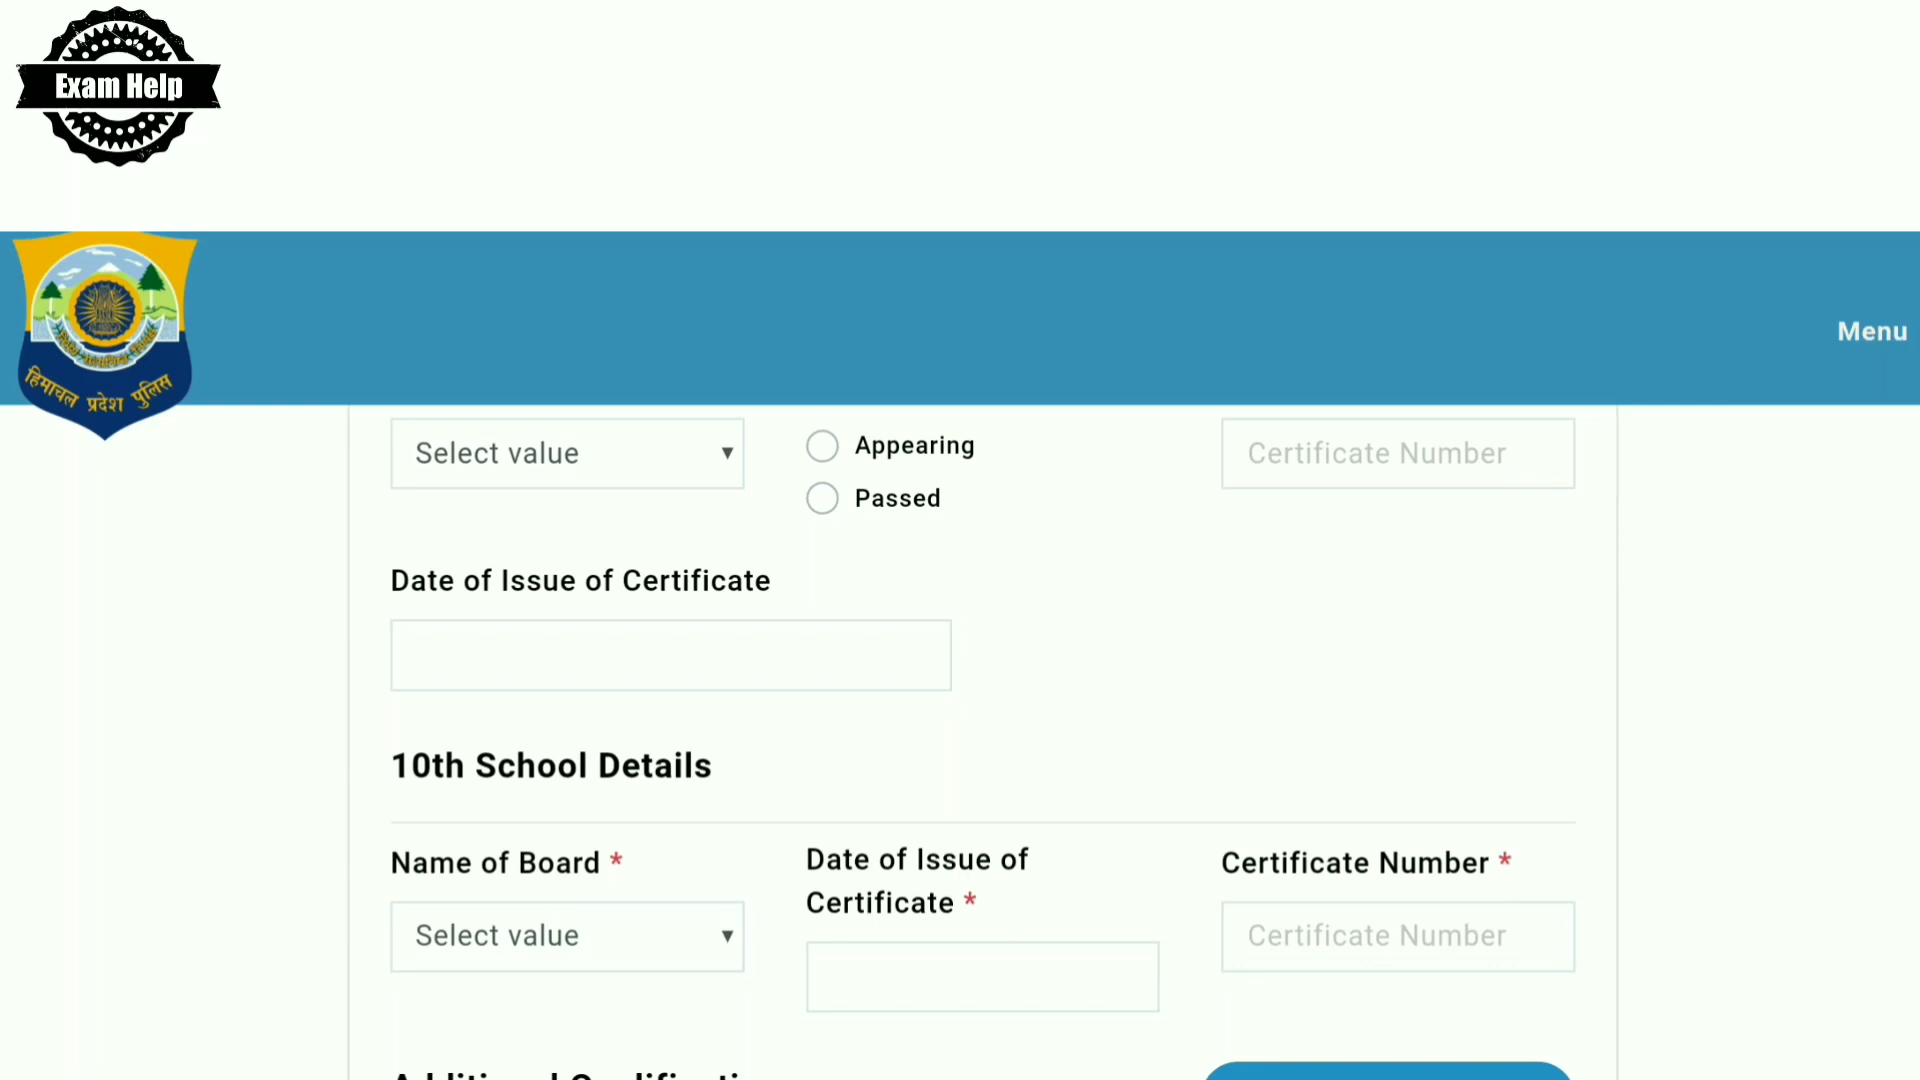 Exam Help
हिमाचल प्रदेश पुलिस
Menu
Select value
Appearing
Certificate Number
Passed
Date of Issue of Certificate
10th School Details
Name of Board *
Date of Issue of
Certificate *
Certificate Number *
Select value
Certificate Number